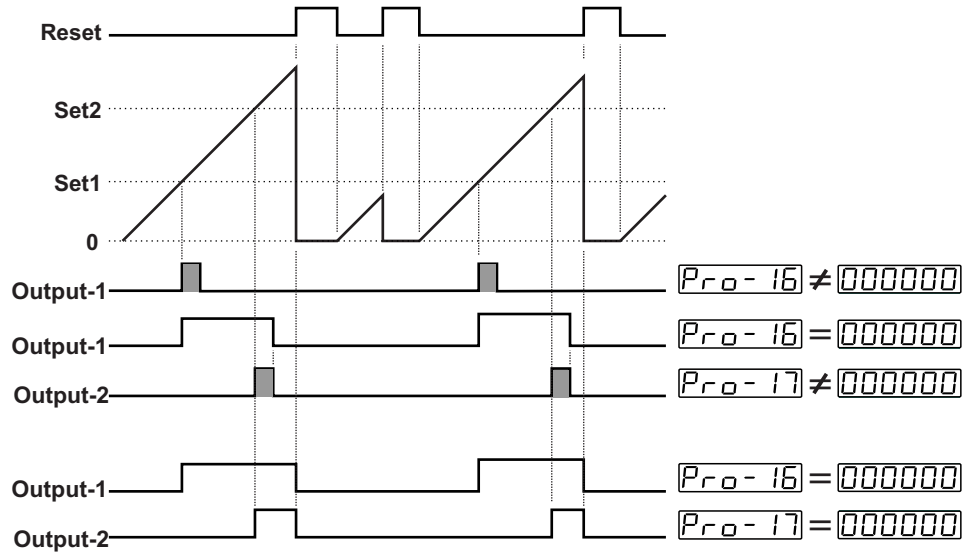 Reset
Set2
Set1
0
Output-1 Pro-16 ≠ 000000
Output-1 Pro-16 = 000000
Output-2 Pro-17 ≠ 000000
Output-1 Pro-16 = 000000
Output-2 Pro-17 = 000000